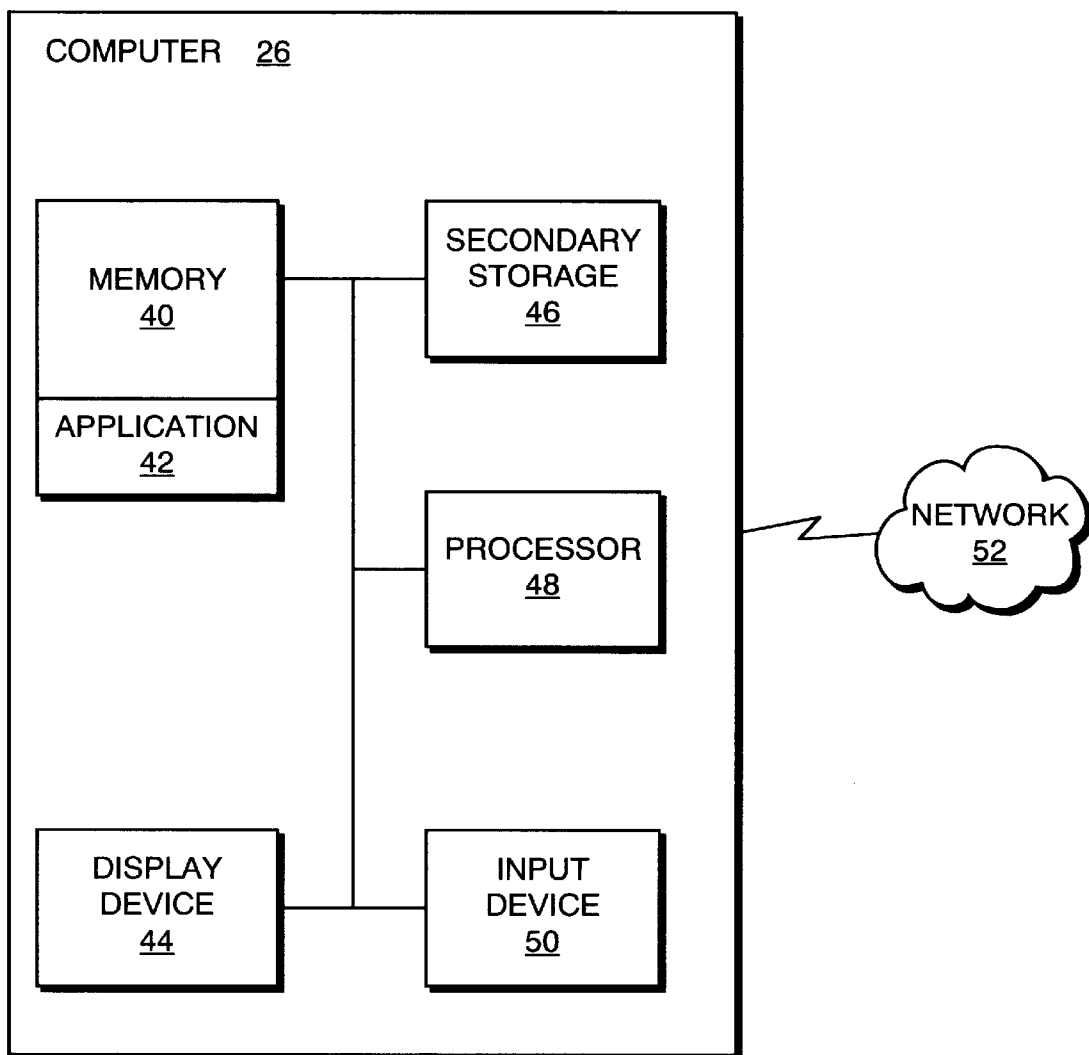 COMPUTER 26
MEMORY
40
APPLICATION
42
SECONDARY
STORAGE
46
PROCESSOR
48
NETWORK
52
DISPLAY
DEVICE
44
INPUT
DEVICE
50